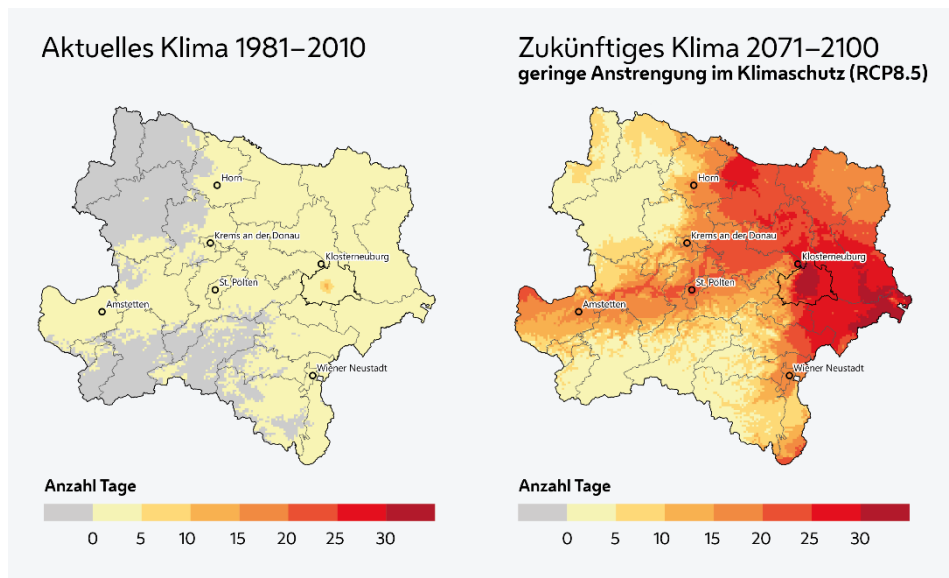 Aktuelles Klima 1981–2010
Horn
Krems an der Donau
Klosterneuburg
St. Pölten
Amstetten
Wiener Neustadt
Anzahl Tage
0 5 10 15 20 25 30
Zukünftiges Klima 2071–2100
geringe Anstrengung im Klimaschutz (RCP8.5)
Horn
Krems an der Donau
Klosterneuburg
St. Pölten
Amstetten
Wiener Neustadt
Anzahl Tage
0 5 10 15 20 25 30